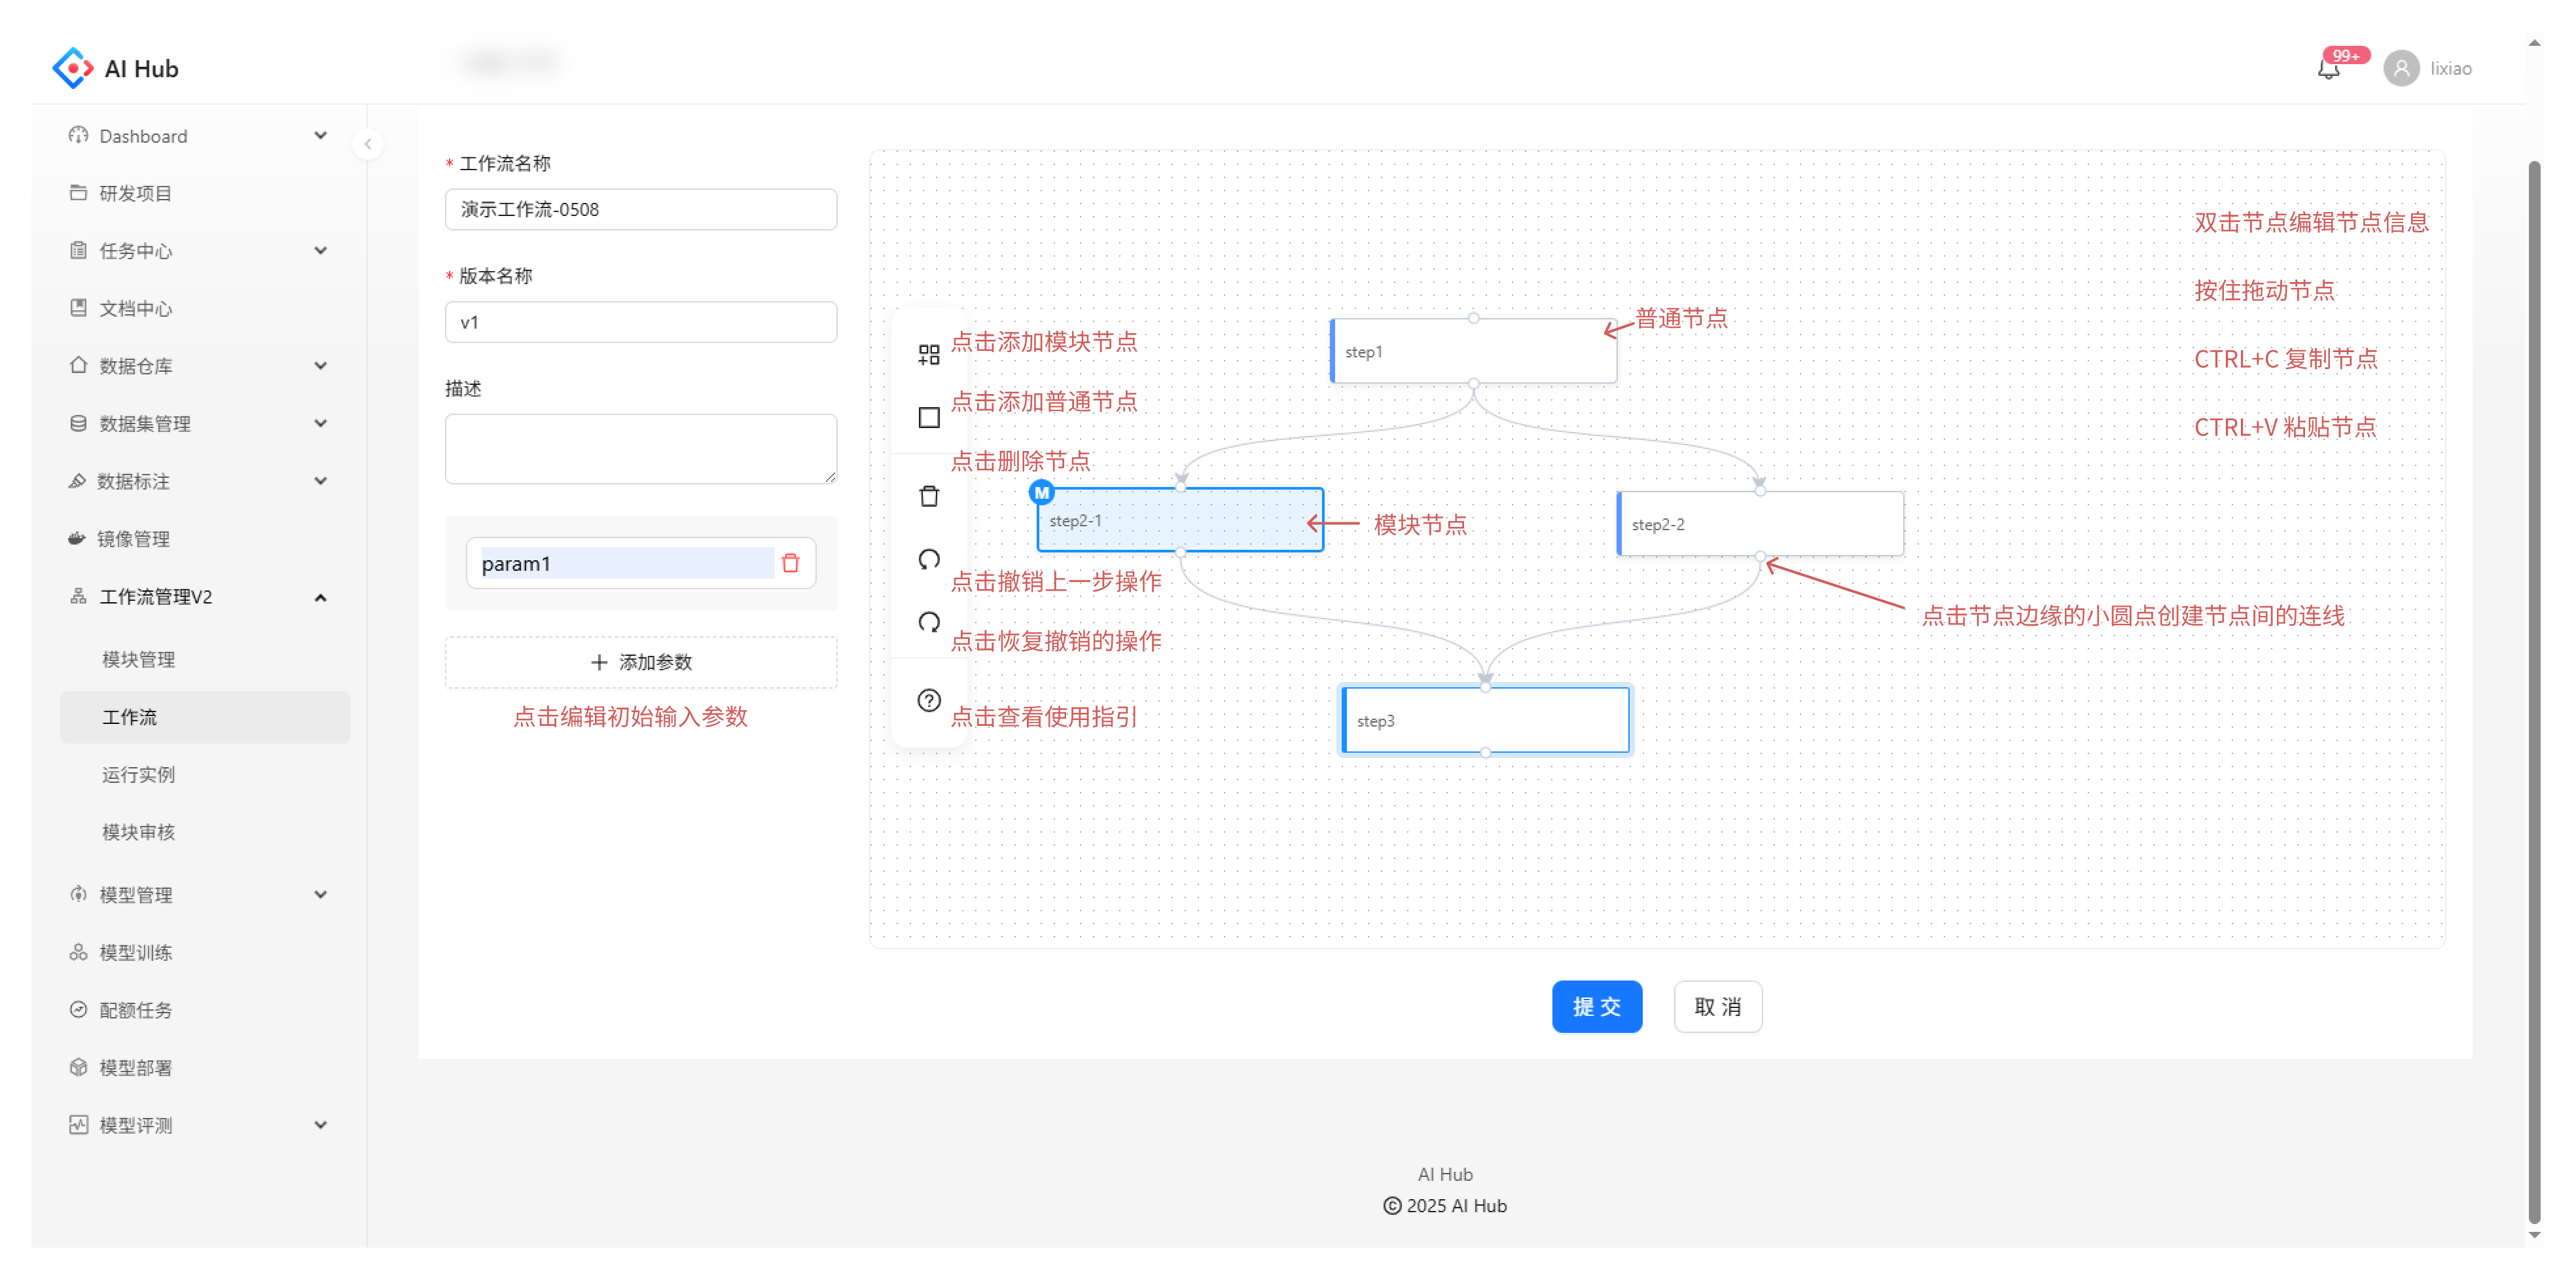 AI Hub
99+
lixiao
Dashboard
研发项目
任务中心
文档中心
数据仓库
数据集管理
数据标注
镜像管理
工作流管理V2
模块管理
工作流
运行实例
模块审核
模型管理
模型训练
配额任务
模型部署
模型评测
* 工作流名称
演示工作流-0508
* 版本名称
v1
描述
param1
+ 添加参数
点击编辑初始输入参数
点击添加模块节点
点击添加普通节点
点击删除节点
点击撤销上一步操作
点击恢复撤销的操作
点击查看使用指引
step1
普通节点
M
step2-1
模块节点
step2-2
点击节点边缘的小圆点创建节点间的连线
step3
双击节点编辑节点信息
按住拖动节点
CTRL+C 复制节点
CTRL+V 粘贴节点
提 交
取 消
AI Hub
© 2025 AI Hub